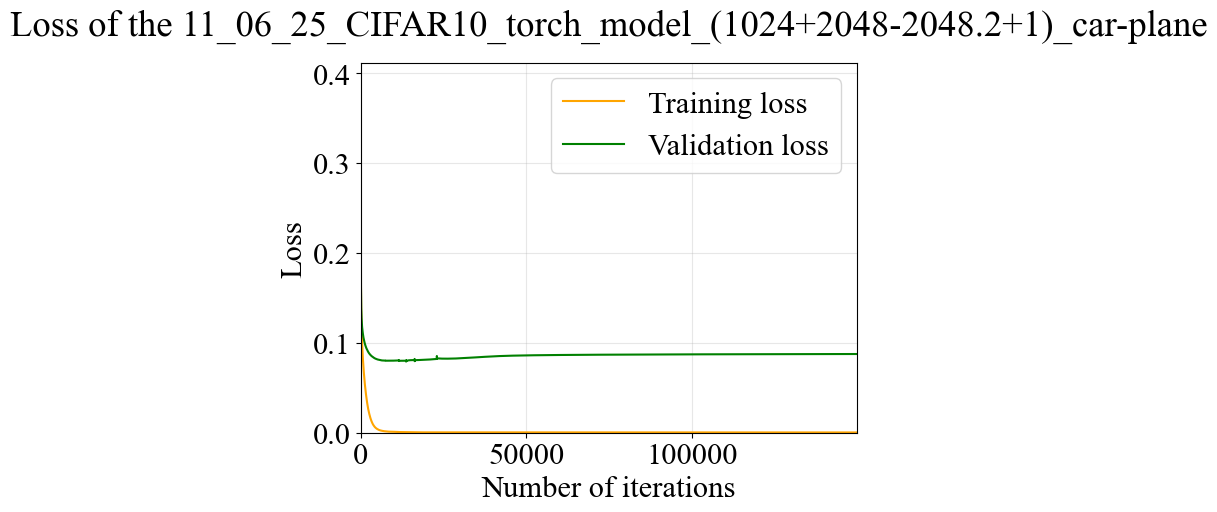 Loss of the 11_06_25_CIFAR10_torch_model_(1024+2048-2048.2+1)_car-plane
Training loss
Validation loss
Loss
0.4
0.3
0.2
0.1
0.0
0
50000
100000
Number of iterations